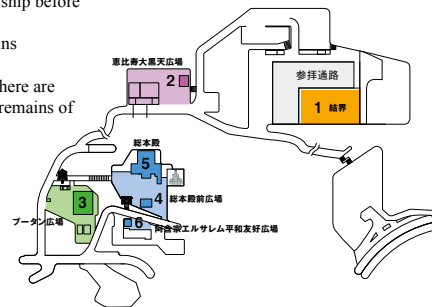 ship before
ns
here are
remains of
恵比寿大黒天広場
2
参拝通路
1 結界
総本殿
5
3
4
総本殿前広場
ブータン広場
6
阿含宗エルサレム平和友好広場